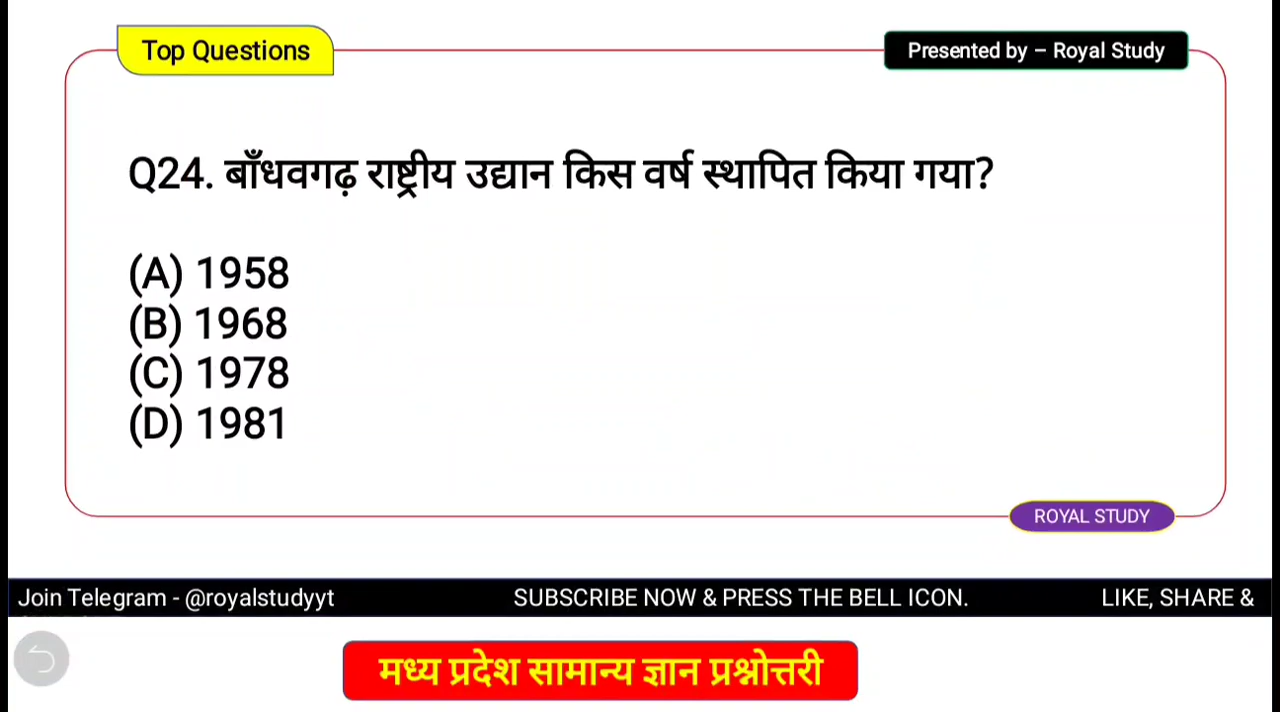 Top Questions
Presented by – Royal Study
Q24. बाँधवगढ़ राष्ट्रीय उद्यान किस वर्ष स्थापित किया गया?
(A) 1958
(B) 1968
(C) 1978
(D) 1981
ROYAL STUDY
Join Telegram - @royalstudyyt SUBSCRIBE NOW & PRESS THE BELL ICON. LIKE, SHARE &
मध्य प्रदेश सामान्य ज्ञान प्रश्नोत्तरी